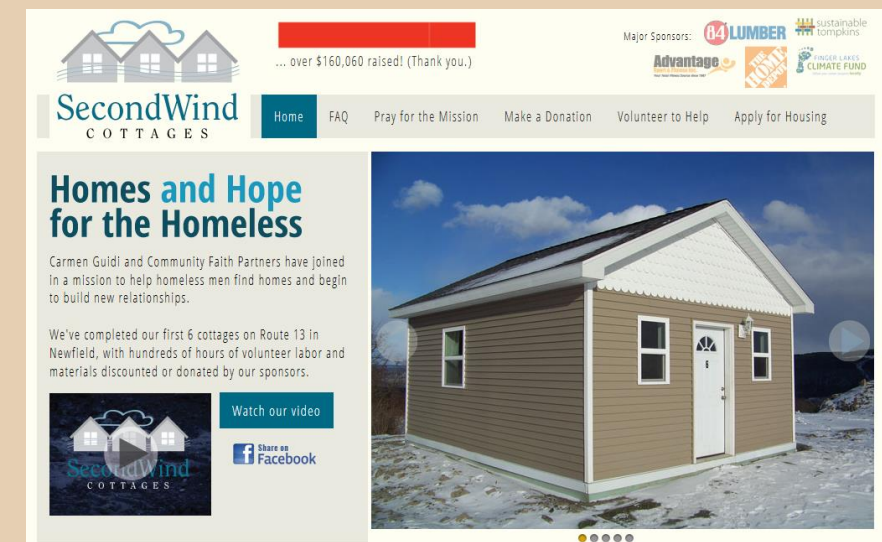 ... over $160,060 raised! (Thank you.)
Major Sponsors:
84 LUMBER
sustainable
tompkins
Advantage
THE
HOME
DEPOT
FINGER LAKES
CLIMATE FUND
SecondWind
COTTAGES
Home
FAQ
Pray for the Mission
Make a Donation
Volunteer to Help
Apply for Housing
Homes and Hope
for the Homeless
Carmen Guidi and Community Faith Partners have joined
in a mission to help homeless men find homes and begin
to build new relationships.
We've completed our first 6 cottages on Route 13 in
Newfield, with hundreds of hours of volunteer labor and
materials discounted or donated by our sponsors.
SecondWind
COTTAGES
Watch our video
Share on
Facebook
6